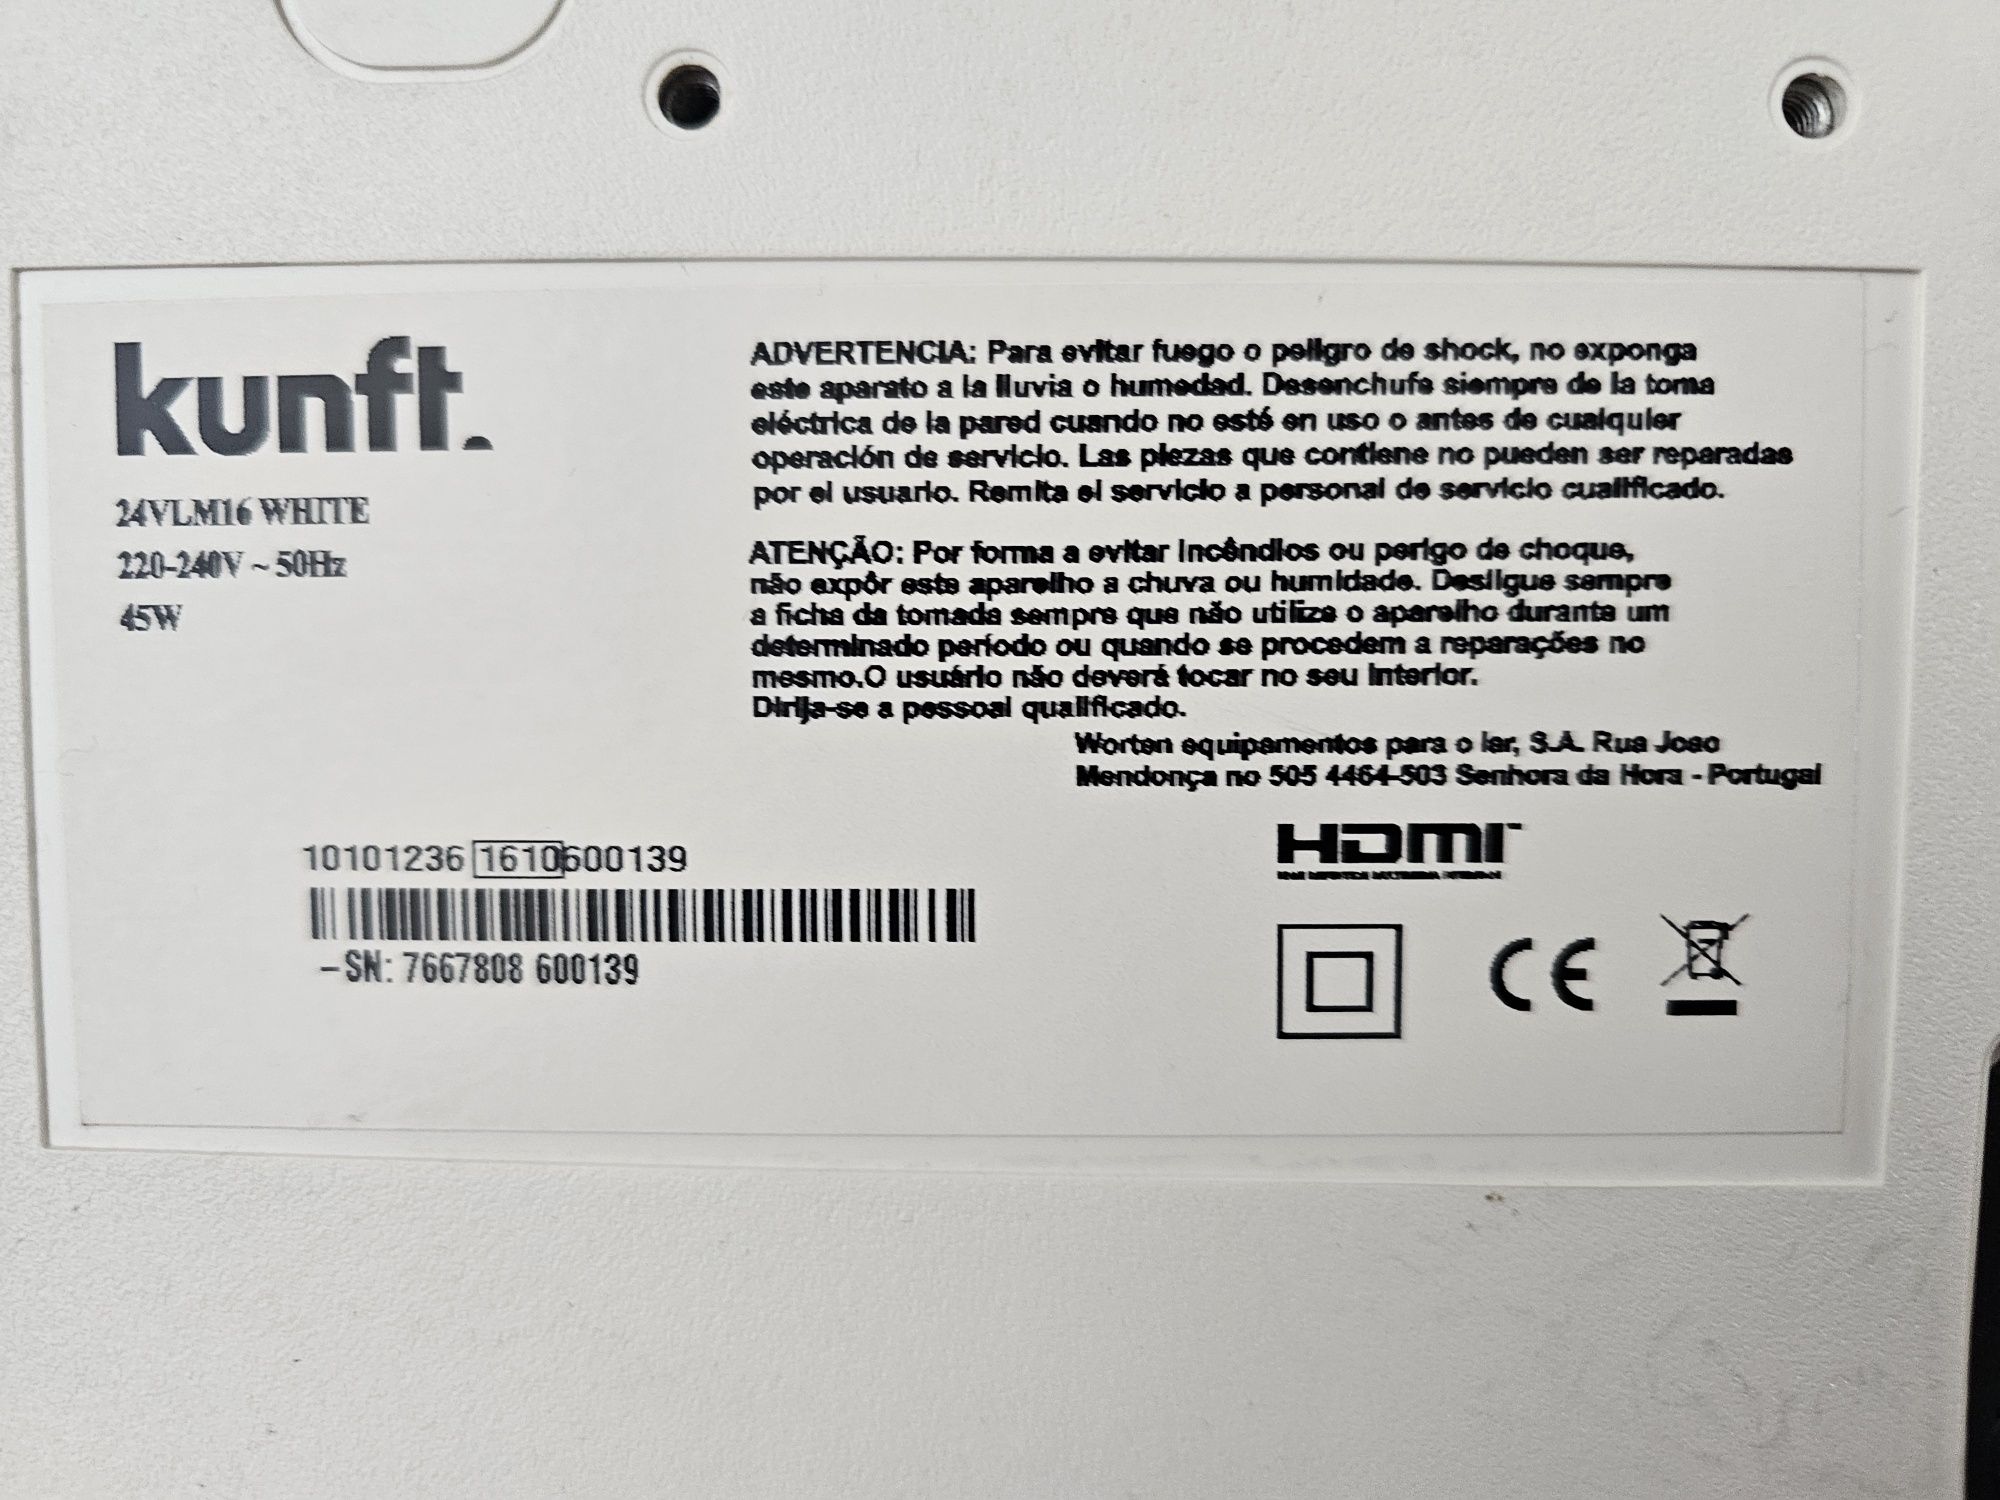 kunft.
24VLM16 WHITE
220-240V ~ 50Hz
45W
ADVERTENCIA: Para evitar fuego o peligro de shock, no exponga
este aparato a la lluvia o humedad. Desenchufe siempre de la toma
eléctrica de la pared cuando no esté en uso o antes de cualquier
operación de servicio. Las piezas que contiene no pueden ser reparadas
por el usuario. Remita el servicio a personal de servicio cualificado.
ATENÇÃO: Por forma a evitar incêndios ou perigo de choque,
não expôr este aparelho a chuva ou humidade. Desligue sempre
a ficha da tomada sempre que não utilize o aparelho durante um
determinado período ou quando se procedem a reparações no
mesmo.O usuário não deverá tocar no seu interior.
Dirija-se a pessoal qualificado.
Worten equipamentos para o lar, S.A. Rua Joao
Mendonça no 505 4464-503 Senhora da Hora - Portugal
10101236 1610600139
-SN: 7667808 600139
HDMI
CE